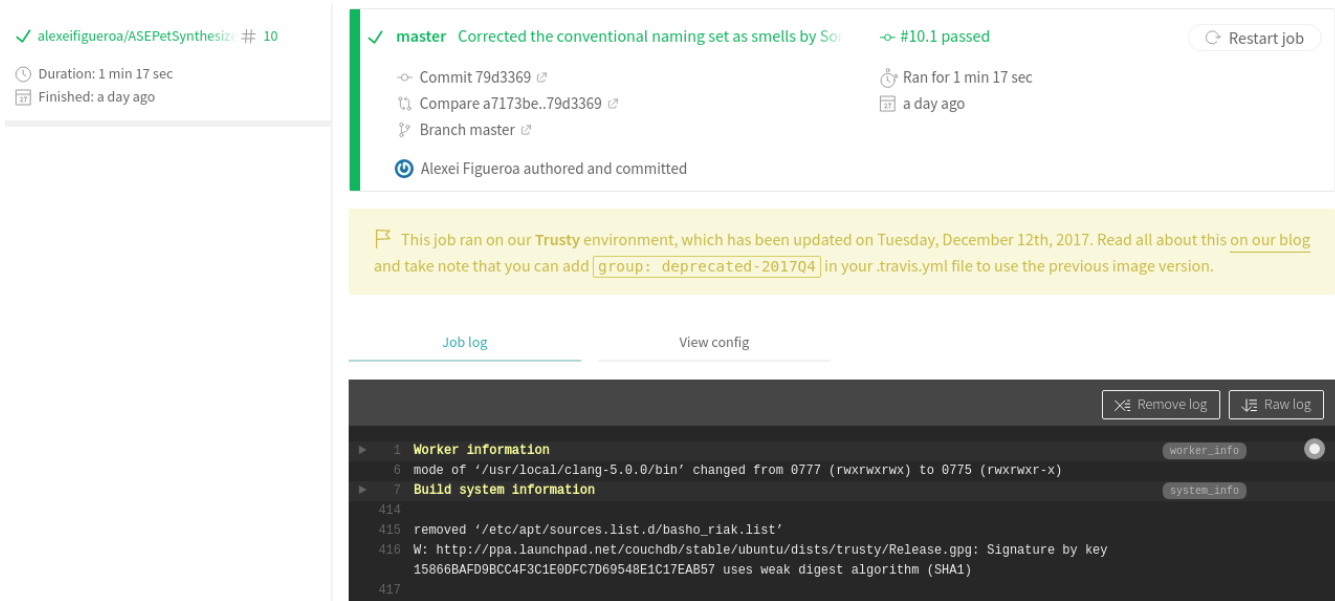 alexeifigueroa/ASEPetSynthesize # 10
Duration: 1 min 17 sec
Finished: a day ago
master Corrected the conventional naming set as smells by
#10.1 passed
Restart job
Commit 79d3369
Ran for 1 min 17 sec
Compare a7173be..79d3369
a day ago
Branch master
Alexei Figueroa authored and committed
This job ran on our Trusty environment, which has been updated on Tuesday, December 12th, 2017. Read all about this on our blog
and take note that you can add group: deprecated-2017Q4 in your .travis.yml file to use the previous image version.
Job log
View config
Remove log
Raw log
1 Worker information worker_info
6 mode of ‘/usr/local/clang-5.0.0/bin’ changed from 0777 (rwxrwxrwx) to 0775 (rwxrwxr-x)
7 Build system information system_info
414
415 removed ‘/etc/apt/sources.list.d/basho_riak.list’
416 W: http://ppa.launchpad.net/couchdb/stable/ubuntu/dists/trusty/Release.gpg: Signature by key
15866BAFD9BCC4F3C1E0DFC7D69548E1C17EAB57 uses weak digest algorithm (SHA1)
417